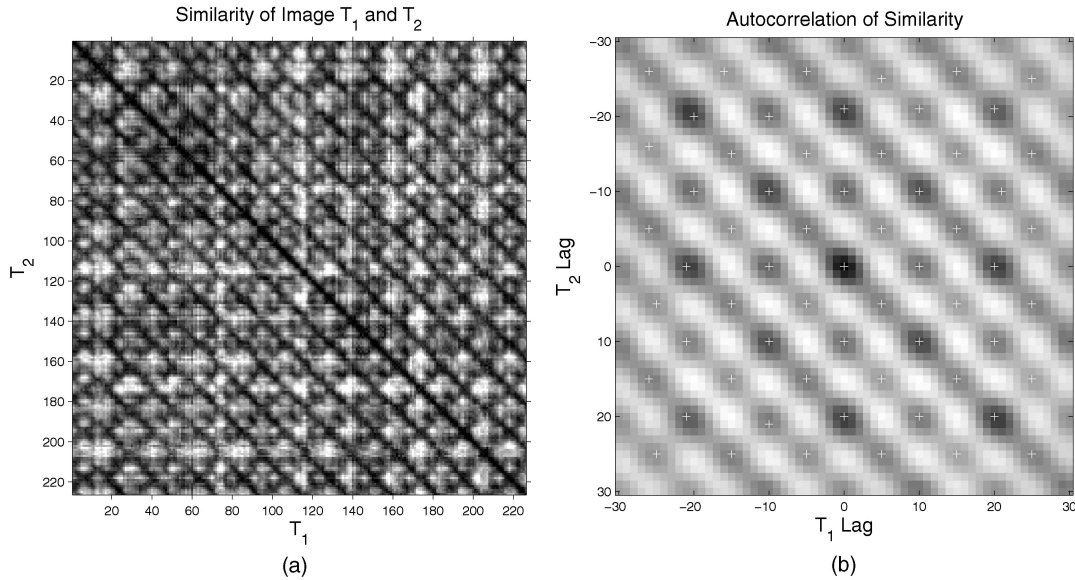 Similarity of Image T1 and T2
20
40
60
80
100
120
140
160
180
200
220
T2
20 40 60 80 100 120 140 160 180 200 220
T1
(a)
Autocorrelation of Similarity
−30
−20
−10
0
10
20
30
T2 Lag
−30 −20 −10 0 10 20 30
T1 Lag
(b)